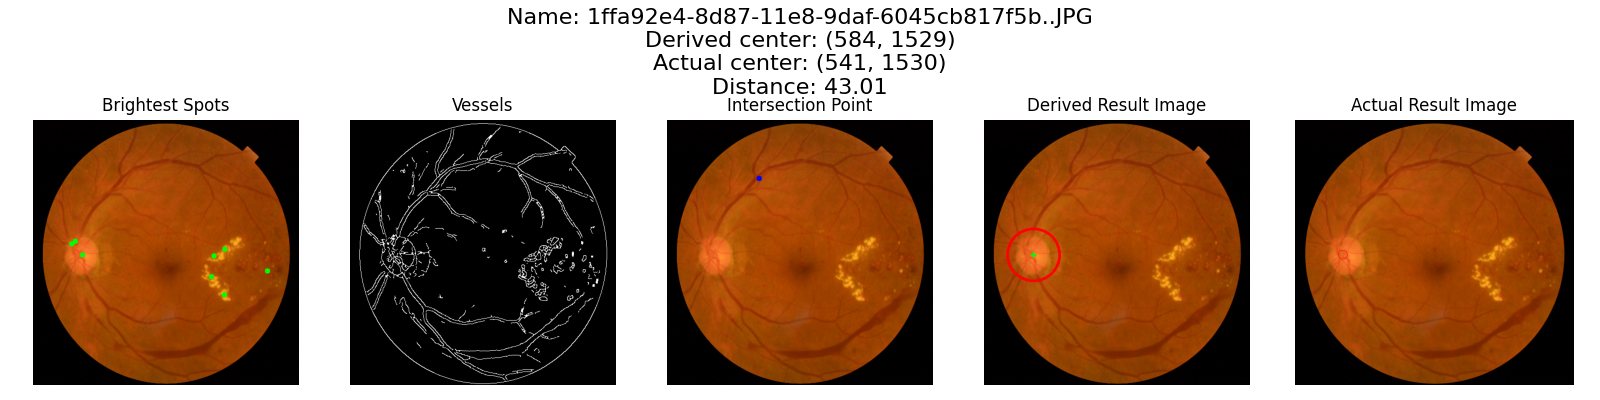 Name: 1ffa92e4-8d87-11e8-9daf-6045cb817f5b..JPG
Derived center: (584, 1529)
Actual center: (541, 1530)
Distance: 43.01
Brightest Spots
Vessels
Intersection Point
Derived Result Image
Actual Result Image